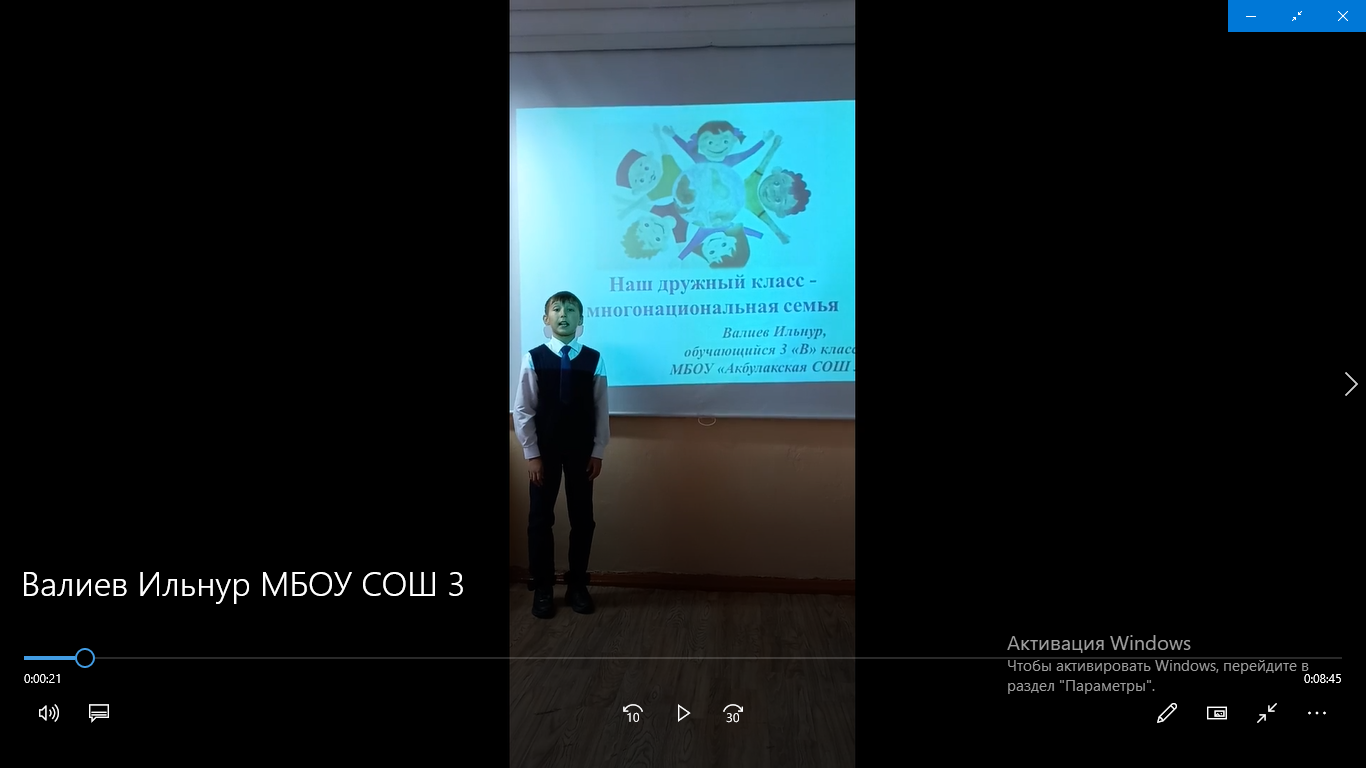 Наш дружный класс -
многонациональная семья
Валиев Ильнур,
обучающийся 3 «В» класс
МБОУ «Акбулакская СОШ
Валиев Ильнур МБОУ СОШ 3
Активация Windows
Чтобы активировать Windows, перейдите в
раздел "Параметры".
0:00:21
0:08:45
10
30